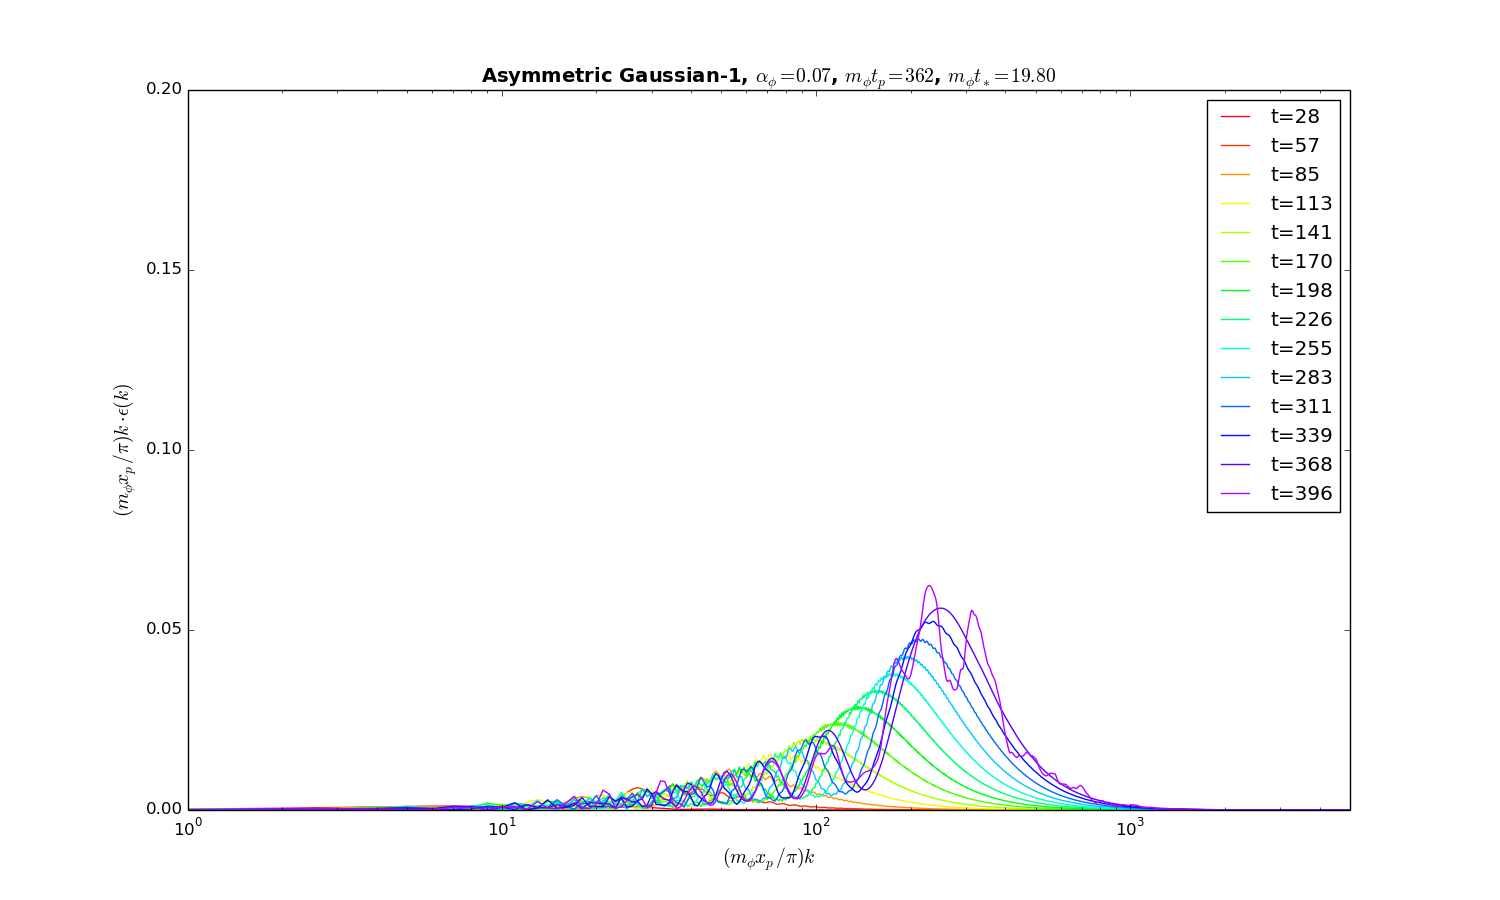 Asymmetric Gaussian-1, α_ϕ=0.07, m_ϕt_p=362, m_ϕt_*=19.80
0.20
0.15
0.10
0.05
0.00
(m_ϕx_p/π)k·ϵ(k)
t=28
t=57
t=85
t=113
t=141
t=170
t=198
t=226
t=255
t=283
t=311
t=339
t=368
t=396
10^0 10^1 10^2 10^3
(m_ϕx_p/π)k